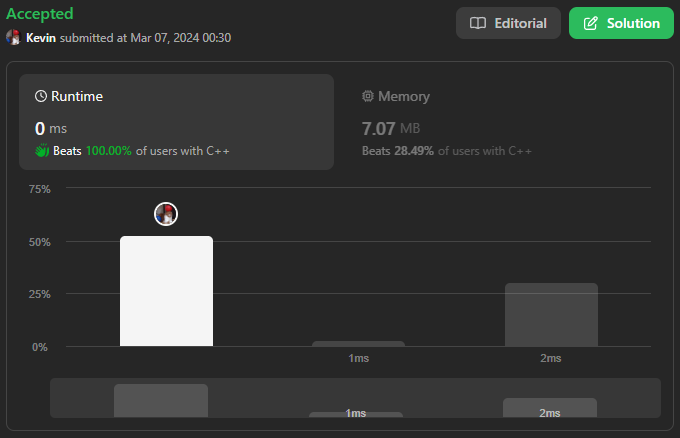 Accepted
Editorial
Solution
Kevin submitted at Mar 07, 2024 00:30
Runtime
Memory
0 ms
7.07 MB
Beats 100.00% of users with C++
Beats 28.49% of users with C++
75%
50%
25%
0%
1ms
2ms
1ms
2ms